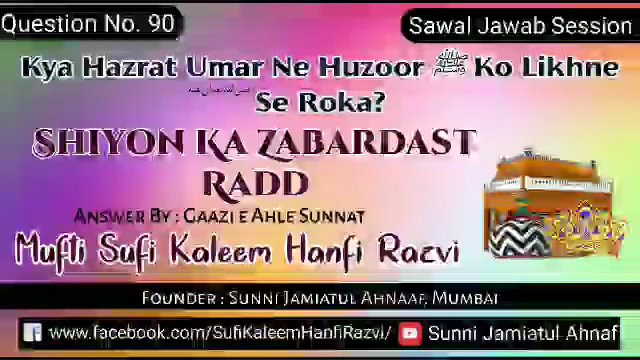 Question No. 90
Sawal Jawab Session
Kya Hazrat Umar Ne Huzoor ﷺ Ko Likhne
Se Roka?
Shiyon Ka Zabardast
Radd
Answer By : Gaazi e Ahle Sunnat
Mufti Sufi Kaleem Hanfi Razvi
Founder : Sunni Jamiatul Ahnaaf, Mumbai
www.facebook.com/SufiKaleemHanfiRazvi/
Sunni Jamiatul Ahnaf